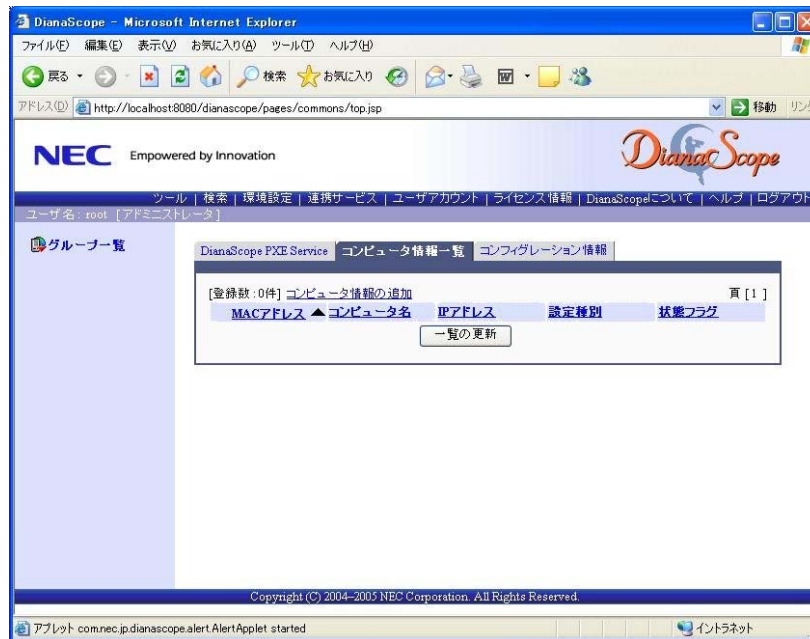 DianaScope - Microsoft Internet Explorer
ファイル(F) 編集(E) 表示(V) お気に入り(A) ツール(T) ヘルプ(H)
戻る 検索 お気に入り
アドレス(D) http://localhost:8080/dianascope/pages/commons/top.jsp 移動 リンク
NEC Empowered by Innovation DianaScope
ツール | 検索 | 環境設定 | 連携サービス | ユーザアカウント | ライセンス情報 | DianaScopeについて | ヘルプ | ログアウト
ユーザ名 : root [アドミニストレータ]
グループ一覧
DianaScope PXE Service コンピュータ情報一覧 コンフィグレーション情報
[登録数 : 0件] コンピュータ情報の追加 頁 [1 ]
MACアドレス ▲ コンピュータ名 IPアドレス 設定種別 状態フラグ
一覧の更新
Copyright (C) 2004-2005 NEC Corporation. All Rights Reserved.
アプレット com.nec.jp.dianascope.alert.AlertApplet started イントラネット